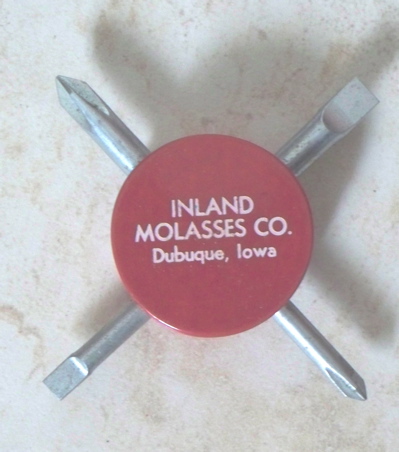 INLAND
MOLASSES CO.
Dubuque, Iowa